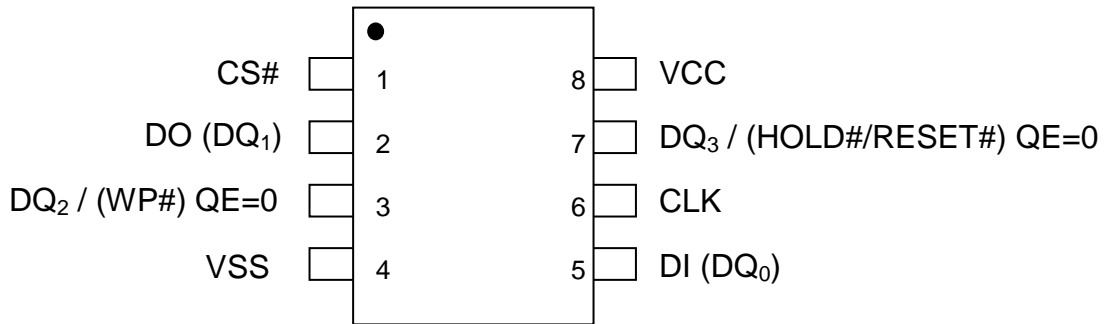 CS# 1 8 VCC
DO (DQ₁) 2 7 DQ₃ / (HOLD#/RESET#) QE=0
DQ₂ / (WP#) QE=0 3 6 CLK
VSS 4 5 DI (DQ₀)